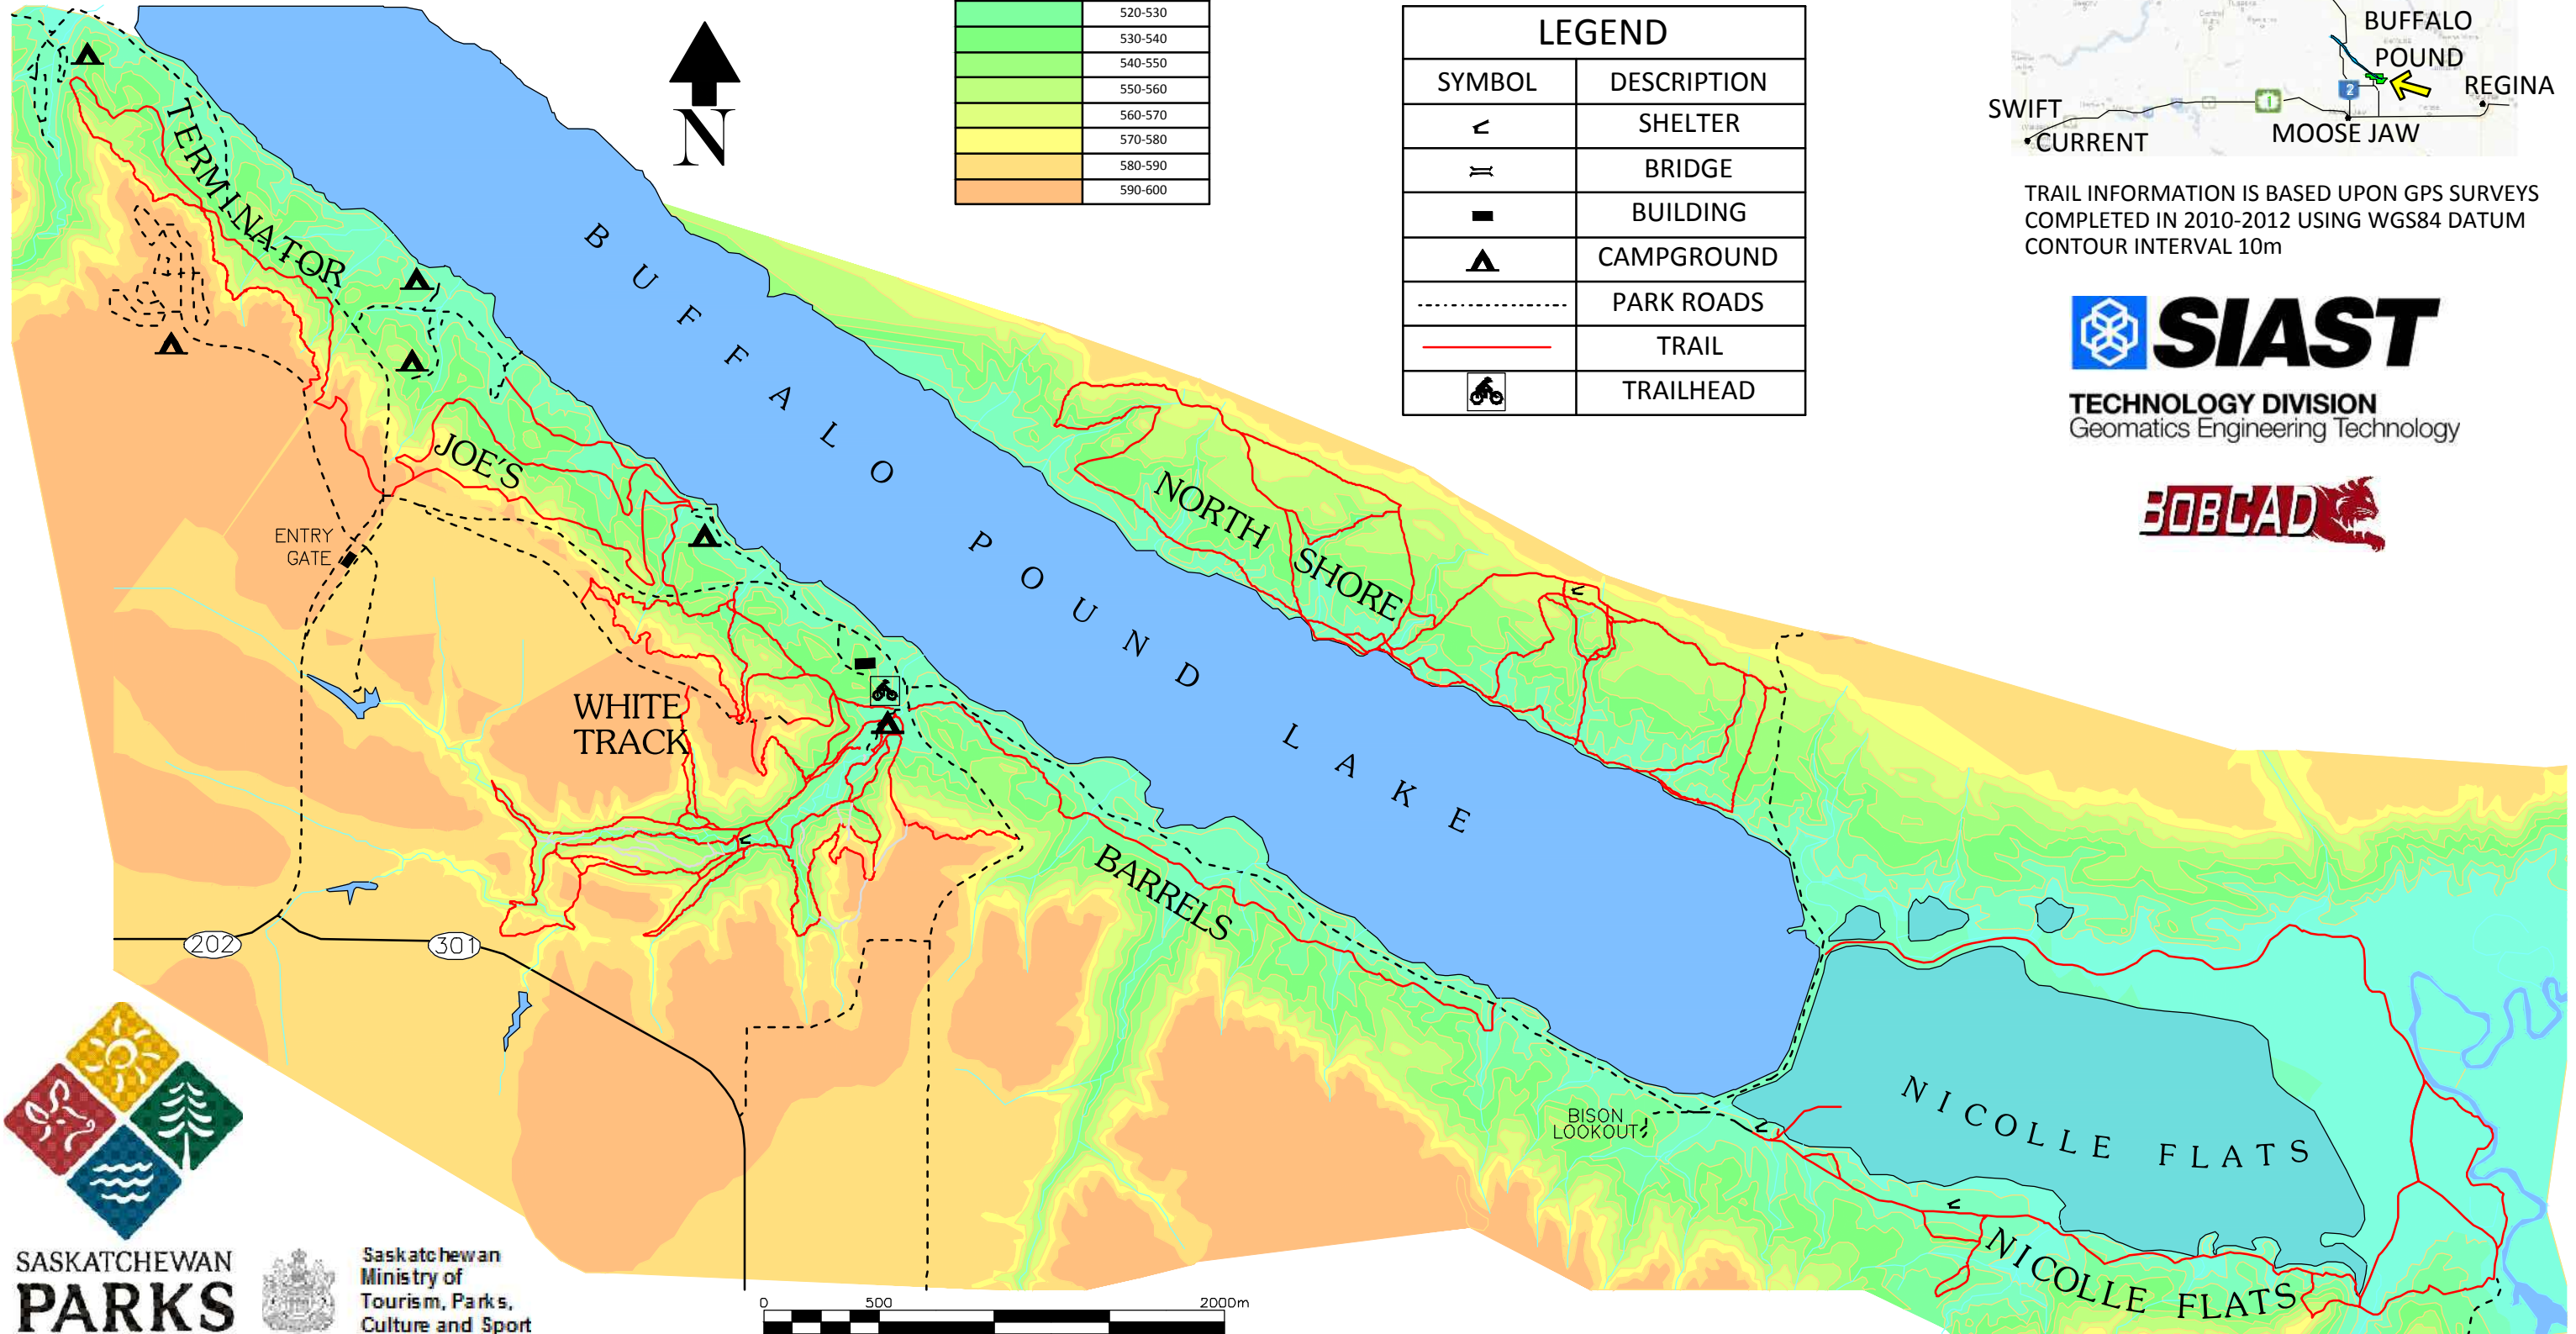 520-530
530-540
540-550
550-560
560-570
570-580
580-590
590-600
N
LEGEND
SYMBOL DESCRIPTION
SHELTER
BRIDGE
BUILDING
CAMPGROUND
PARK ROADS
TRAIL
TRAILHEAD
BUFFALO
POUND
REGINA
2
1
SWIFT
CURRENT
MOOSE JAW
TRAIL INFORMATION IS BASED UPON GPS SURVEYS
COMPLETED IN 2010-2012 USING WGS84 DATUM
CONTOUR INTERVAL 10m
SIAST
TECHNOLOGY DIVISION
Geomatics Engineering Technology
BOBCAD
TERMINATOR
BUFFALO POUND LAKE
JOE'S
NORTH SHORE
ENTRY
GATE
WHITE
TRACK
BARRELS
202
301
BISON
LOOKOUT
NICOLLE FLATS
NICOLLE FLATS
SASKATCHEWAN
PARKS
Saskatchewan
Ministry of
Tourism, Parks,
Culture and Sport
0 500 2000m